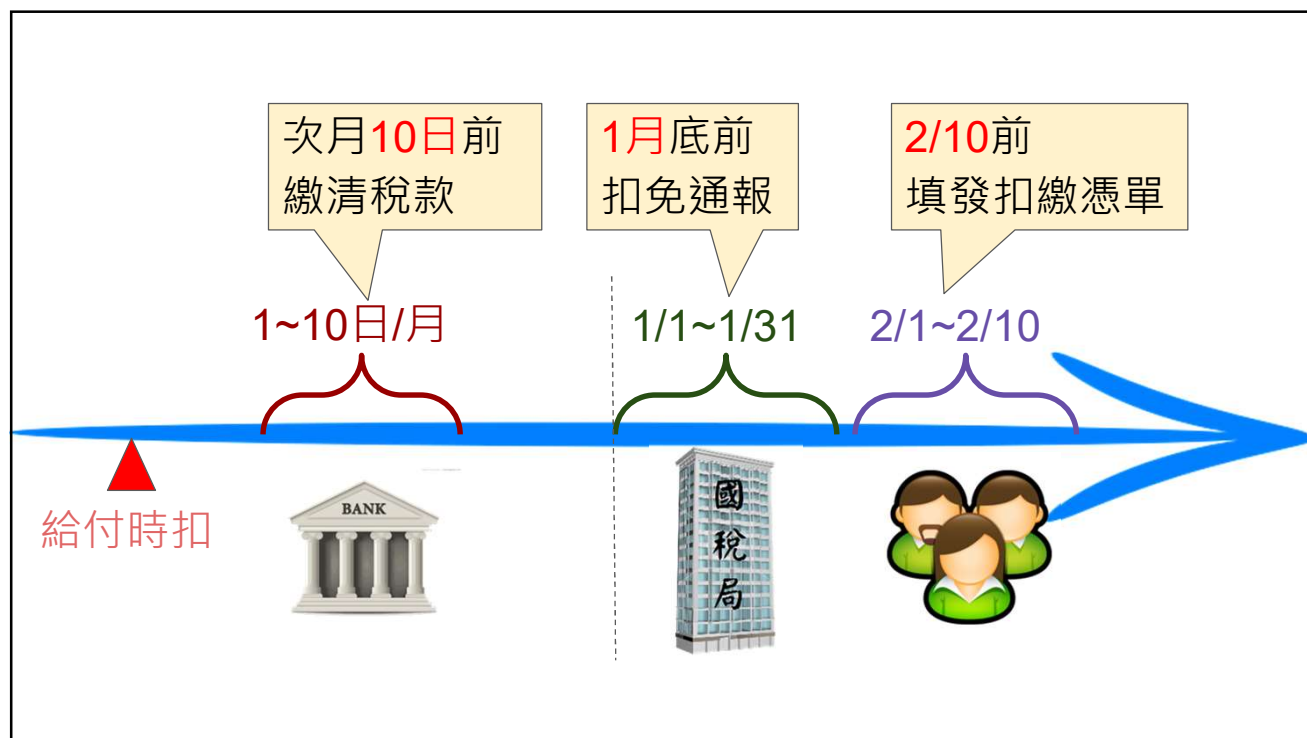 次月10日前
繳清稅款
1月底前
扣免通報
2/10前
填發扣繳憑單
1~10日/月
1/1~1/31
2/1~2/10
給付時扣
BANK
國稅局